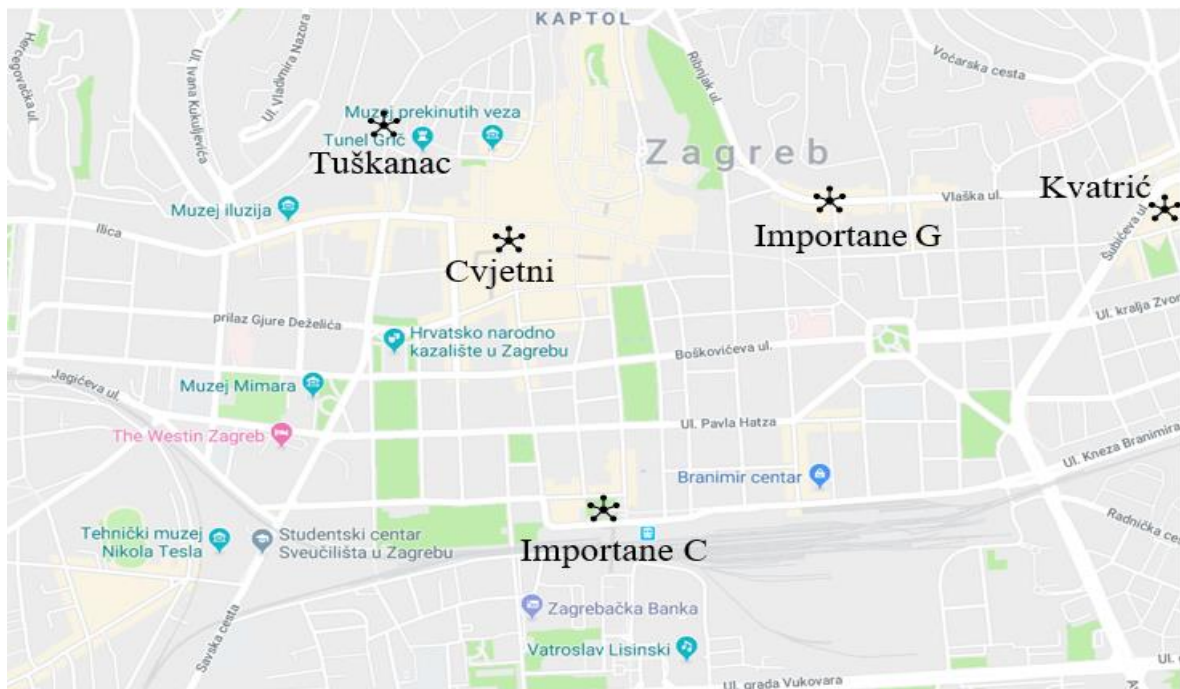 KAPTOL
Hercegovačka ul.
Ul. Ivana Kukuljevića
Ul. Vladimira Nazora
Ribnjak ul.
Voćarska cesta
Muzej prekinutih veza
Tunel Grič
Tuškanac
Zagreb
Kvatrić
Vlaška ul.
Muzej iluzija
Ilica
Importane G
Šubićeva ul.
Cvjetni
Ul. kralja Zvon
prilaz Gjure Deželića
Hrvatsko narodno
kazalište u Zagrebu
Boškovićeva ul.
Jagićeva ul.
Muzej Mimara
Ul. Pavla Hatza
The Westin Zagreb
Ul. Kneza Branimira
Branimir centar
Radnička ces
Tehnički muzej
Nikola Tesla
Studentski centar
Sveučilišta u Zagrebu
Importane C
Zagrebačka Banka
Savska cesta
Vatroslav Lisinski
Ul. grada Vukovara
Ul.